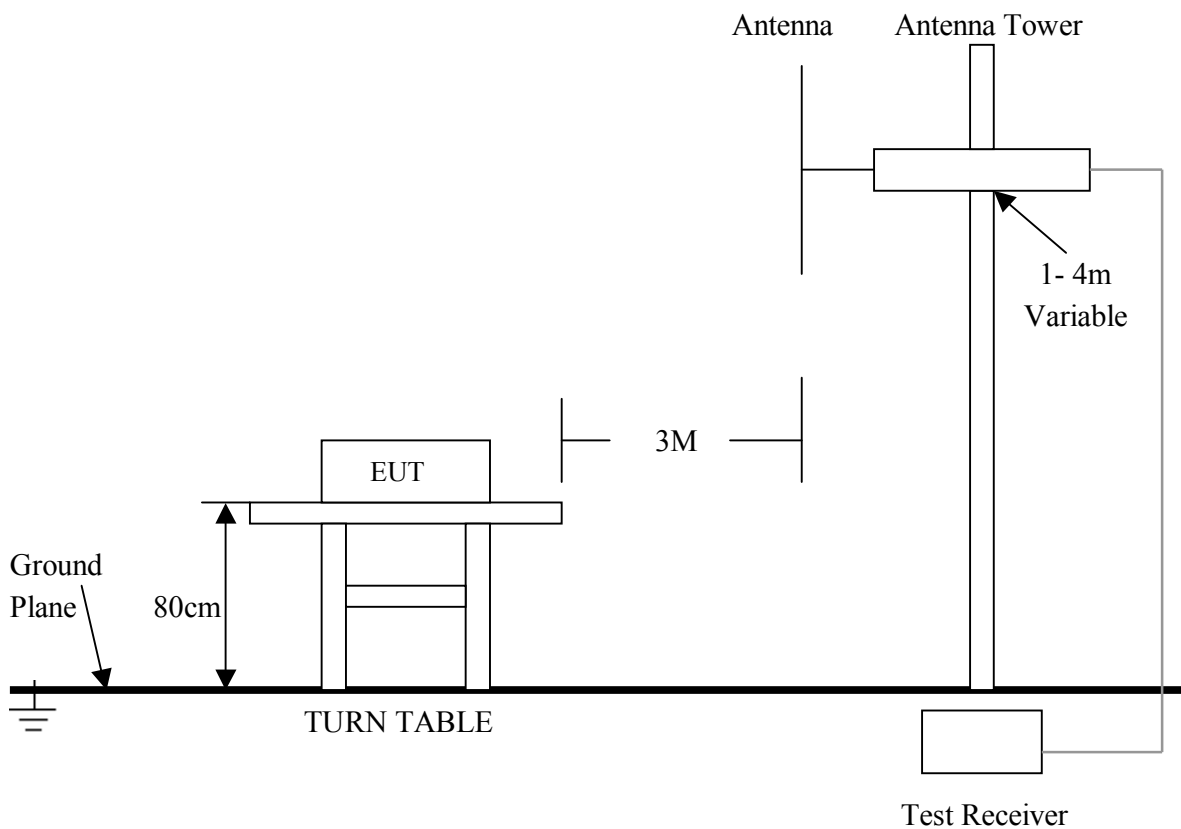 Antenna
Antenna Tower
1- 4m
Variable
3M
EUT
Ground
Plane
80cm
TURN TABLE
Test Receiver